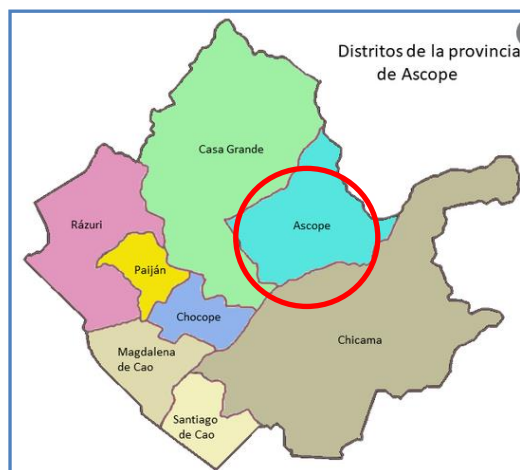 Distritos de la provincia
de Ascope
Casa Grande
Ascope
Rázuri
Paiján
Chocope
Chicama
Magdalena
de Cao
Santiago
de Cao